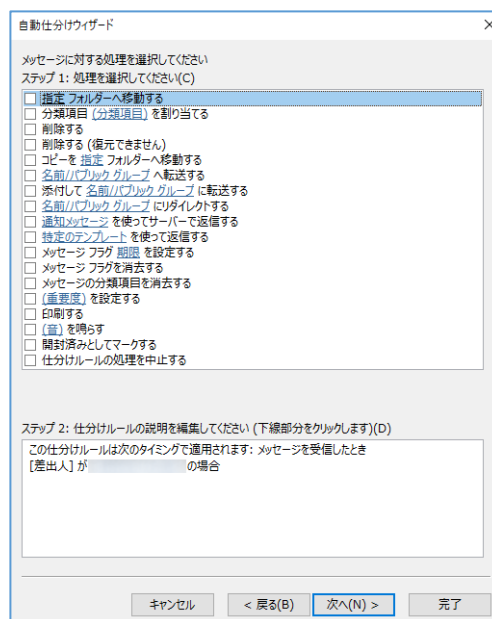 自動仕分けウィザード
メッセージに対する処理を選択してください
ステップ 1: 処理を選択してください(C)
指定 フォルダーへ移動する
分類項目 (分類項目) を割り当てる
削除する
削除する (復元できません)
コピーを 指定 フォルダーへ移動する
名前/パブリック グループ へ転送する
添付して 名前/パブリック グループ に転送する
名前/パブリック グループ にリダイレクトする
通知メッセージ を使ってサーバーで返信する
特定のテンプレート を使って返信する
メッセージ フラグ 期限 を設定する
メッセージ フラグを消去する
メッセージの分類項目を消去する
(重要度) を設定する
印刷する
(音) を鳴らす
開封済みとしてマークする
仕分けルールの処理を中止する
ステップ 2: 仕分けルールの説明を編集してください (下線部分をクリックします)(D)
この仕分けルールは次のタイミングで適用されます: メッセージを受信したとき
[差出人] が の場合
キャンセル < 戻る(B) 次へ(N) > 完了